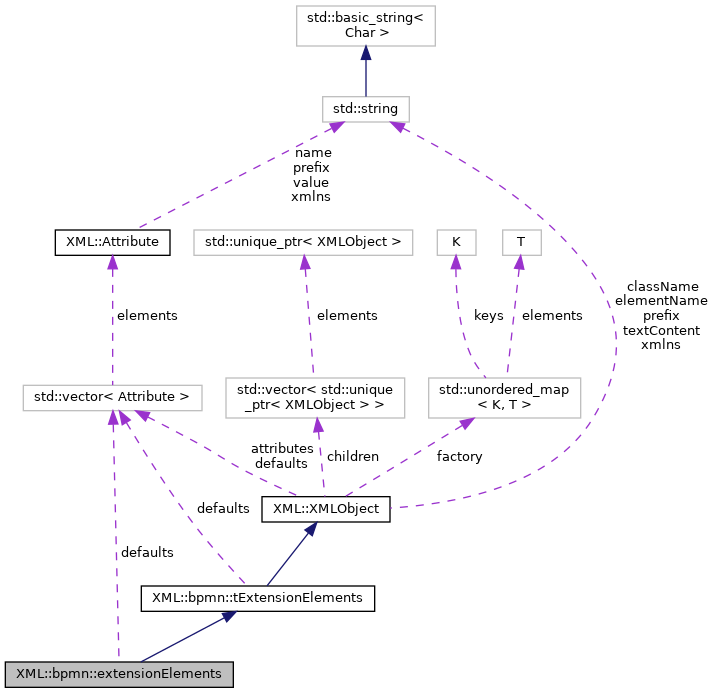 std::basic_string<
Char >
std::string
name
prefix
value
xmlns
XML::Attribute
std::unique_ptr< XMLObject >
K
T
className
elementName
prefix
textContent
xmlns
elements
elements
keys
elements
std::vector< Attribute >
std::vector< std::unique
_ptr< XMLObject > >
std::unordered_map
< K, T >
attributes
defaults
children
factory
XML::XMLObject
defaults
defaults
XML::bpmn::tExtensionElements
XML::bpmn::extensionElements